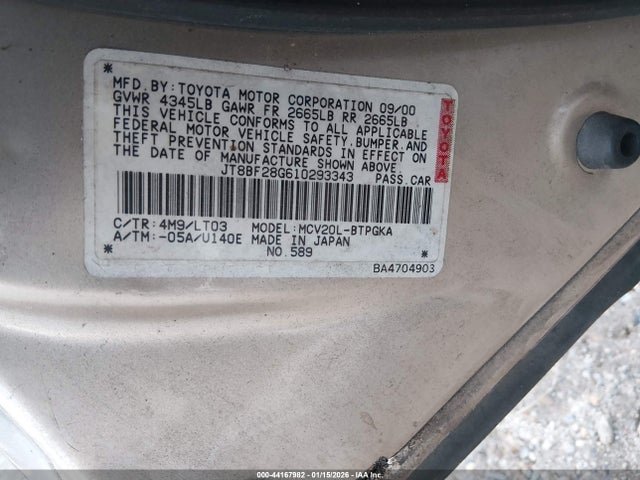 MFD. BY: TOYOTA MOTOR CORPORATION 09/00
GVWR 4345LB GAWR FR 2665LB RR 2665LB
THIS VEHICLE CONFORMS TO ALL APPLICABLE
FEDERAL MOTOR VEHICLE SAFETY, BUMPER, AND
THEFT PREVENTION STANDARDS IN EFFECT ON
THE DATE OF MANUFACTURE SHOWN ABOVE.
JT8BF28G610293343 PASS.CAR
TOYOTA
C/TR: 4M9/LT03 MODEL: MCV20L-BTPGKA
A/TM: -05A/U140E MADE IN JAPAN
NO.589
BA4704903
000-44167982 | 01/15/2026 - IAA Inc.